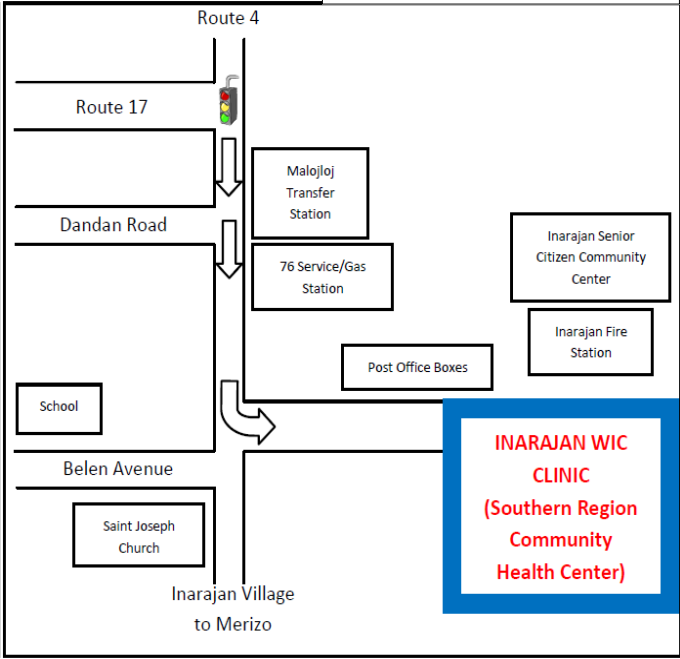 Route 4
Route 17
Malojloj
Transfer
Station
Dandan Road
Inarajan Senior
Citizen Community
Center
76 Service/Gas
Station
Inarajan Fire
Station
Post Office Boxes
School
INARAJAN WIC
CLINIC
(Southern Region
Community
Health Center)
Belen Avenue
Saint Joseph
Church
Inarajan Village
to Merizo